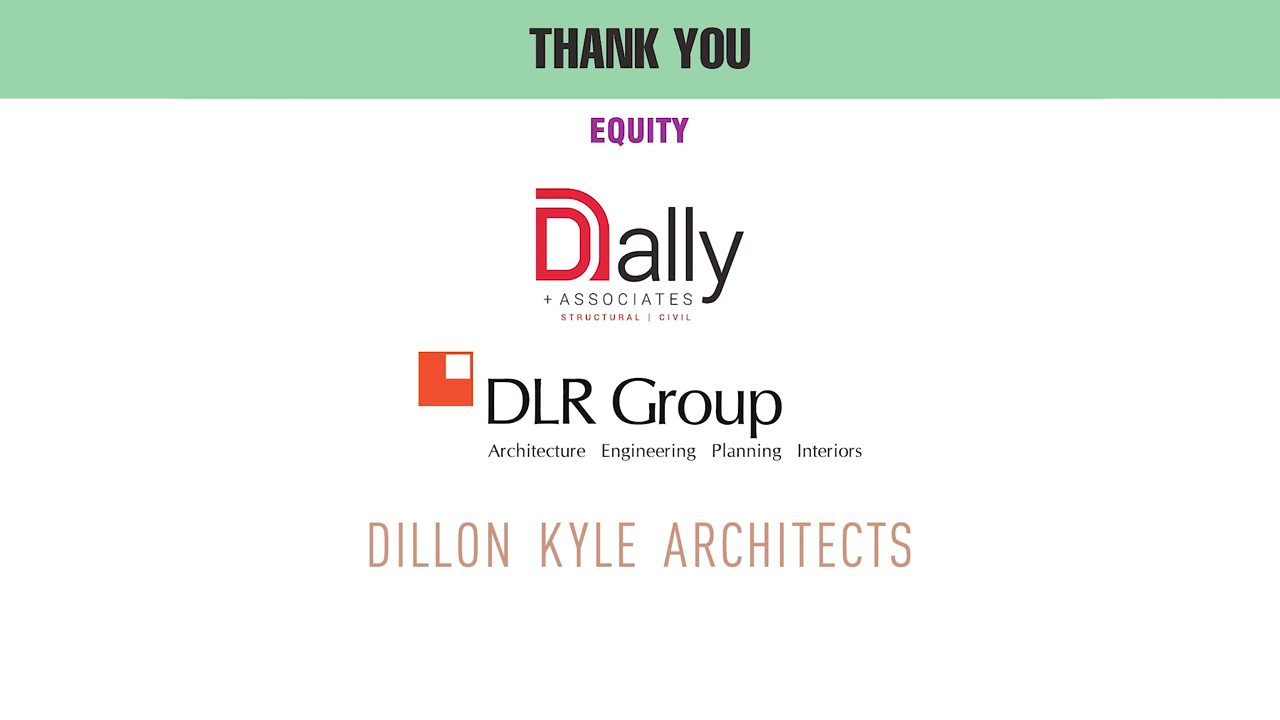 THANK YOU
EQUITY
Dally
+ ASSOCIATES
STRUCTURAL | CIVIL
DLR Group
Architecture Engineering Planning Interiors
DILLON KYLE ARCHITECTS